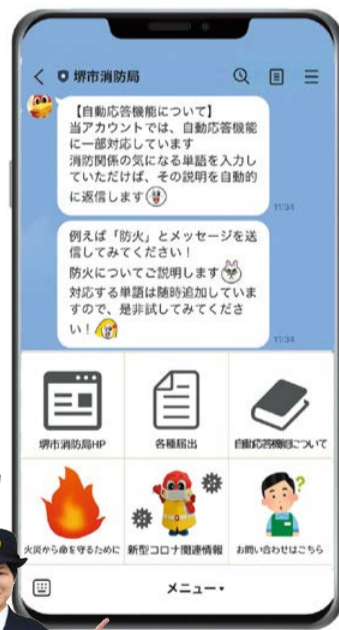 堺市消防局
【自動応答機能について】
当アカウントでは、自動応答機能
に一部対応しています
消防関係の気になる単語を入力し
ていただけば、その説明を自動的
に返信します
11:34
例えば「防火」とメッセージを送
信してみてください！
防火についてご説明します
対応する単語は随時追加していま
すので、是非試してみてくださ
い！
11:34
堺市消防局HP
各種届出
自動応答機能について
火災から命を守るために
新型コロナ関連情報
お問い合わせはこちら
メニュー▾